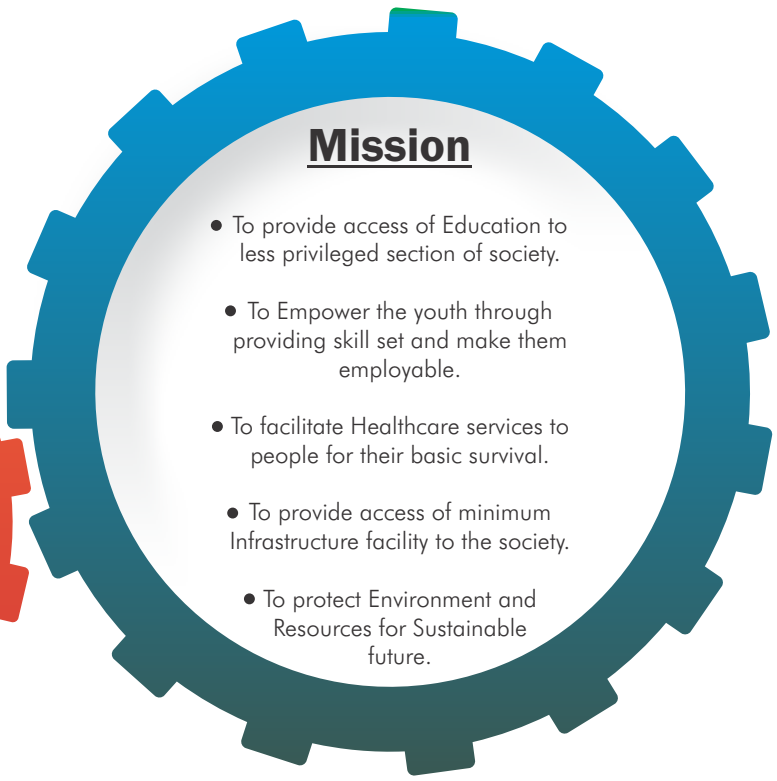 Mission
• To provide access of Education to
less privileged section of society.
• To Empower the youth through
providing skill set and make them
employable.
• To facilitate Healthcare services to
people for their basic survival.
• To provide access of minimum
Infrastructure facility to the society.
• To protect Environment and
Resources for Sustainable
future.